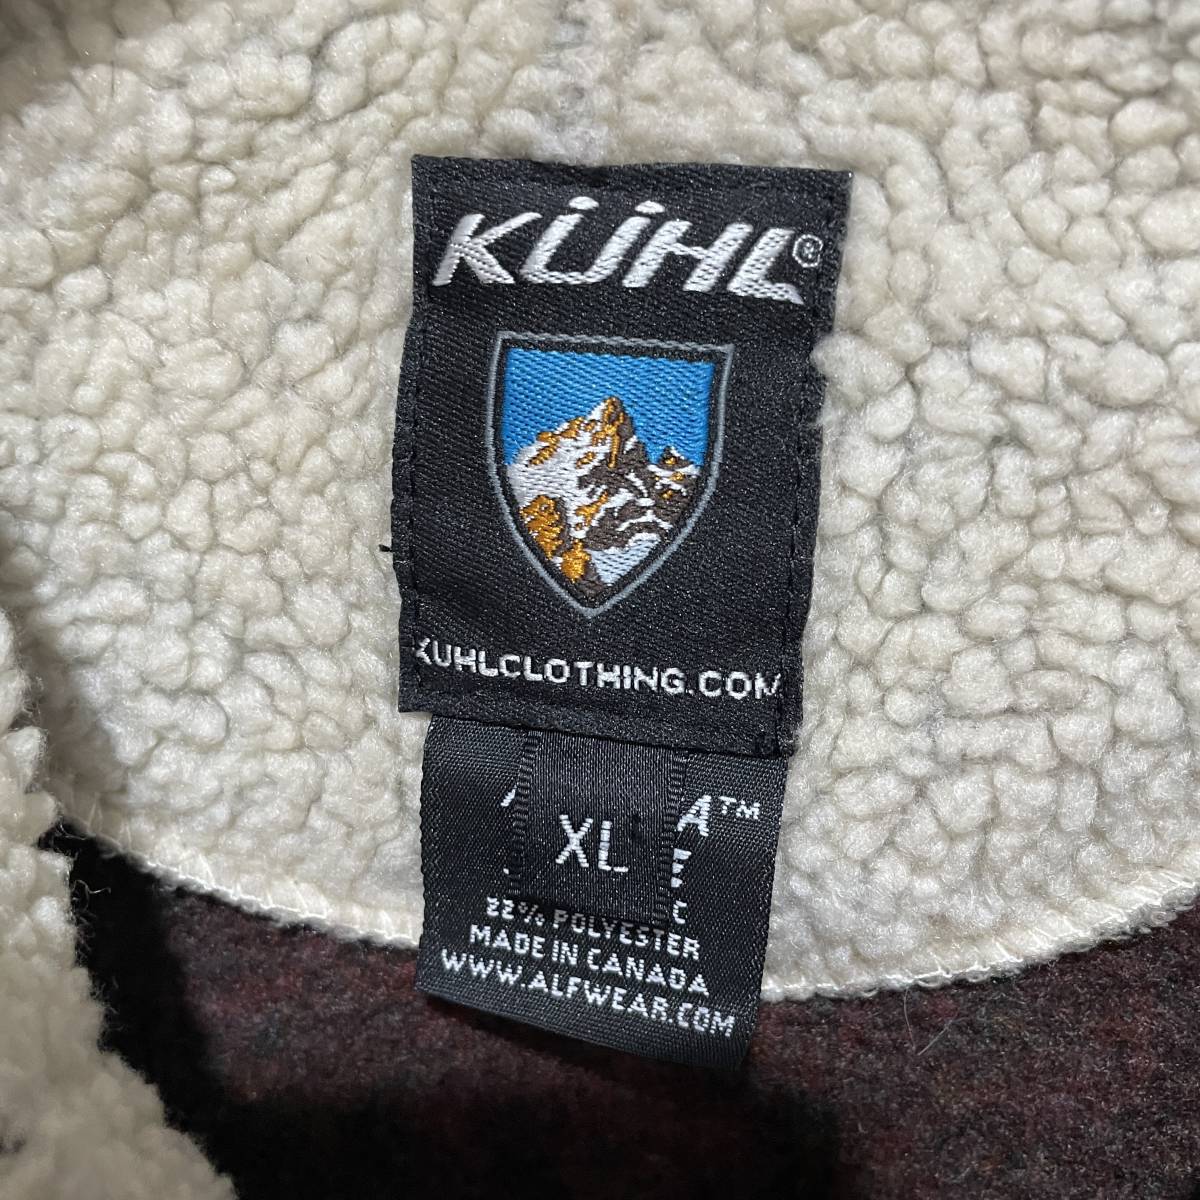 KÜHL®
KUHLCLOTHING.COM
XL
22% POLYESTER
MADE IN CANADA
WWW.ALFWEAR.COM